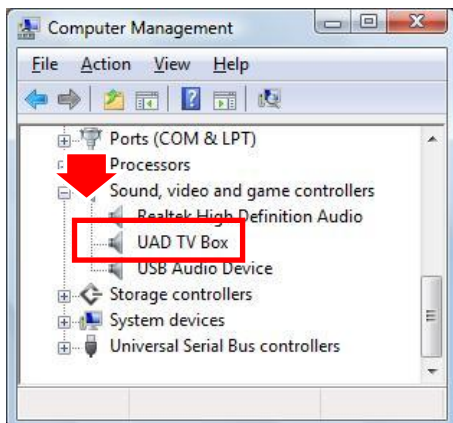 Computer Management
File Action View Help
Ports (COM & LPT)
Processors
Sound, video and game controllers
Realtek High Definition Audio
UAD TV Box
USB Audio Device
Storage controllers
System devices
Universal Serial Bus controllers